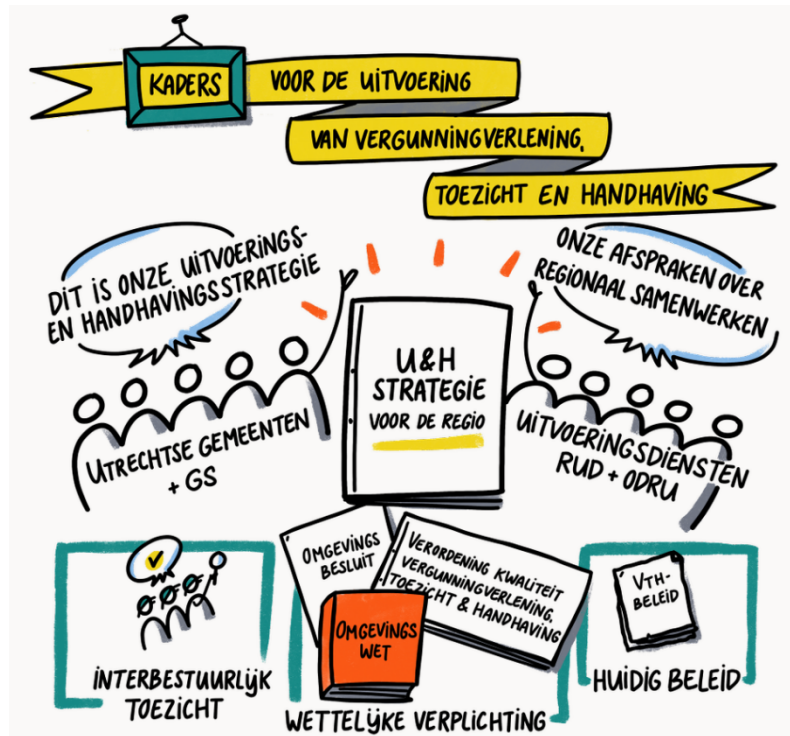 KADERS VOOR DE UITVOERING
VAN VERGUNNINGVERLENING,
TOEZICHT EN HANDHAVING
DIT IS ONZE UITVOERINGS-
EN HANDHAVINGSSTRATEGIE
ONZE AFSPRAKEN OVER
REGIONAAL SAMENWERKEN
U&H
STRATEGIE
VOOR DE REGIO
UTRECHTSE GEMEENTEN
+ GS
UITVOERINGSDIENSTEN
RUD + ODRU
INTERBESTUURLIJK
TOEZICHT
OMGEVINGS
BESLUIT
VERORDENING KWALITEIT
VERGUNNINGVERLENING,
TOEZICHT & HANDHAVING
OMGEVINGS
WET
WETTELIJKE VERPLICHTING
VTH-
BELEID
HUIDIG BELEID